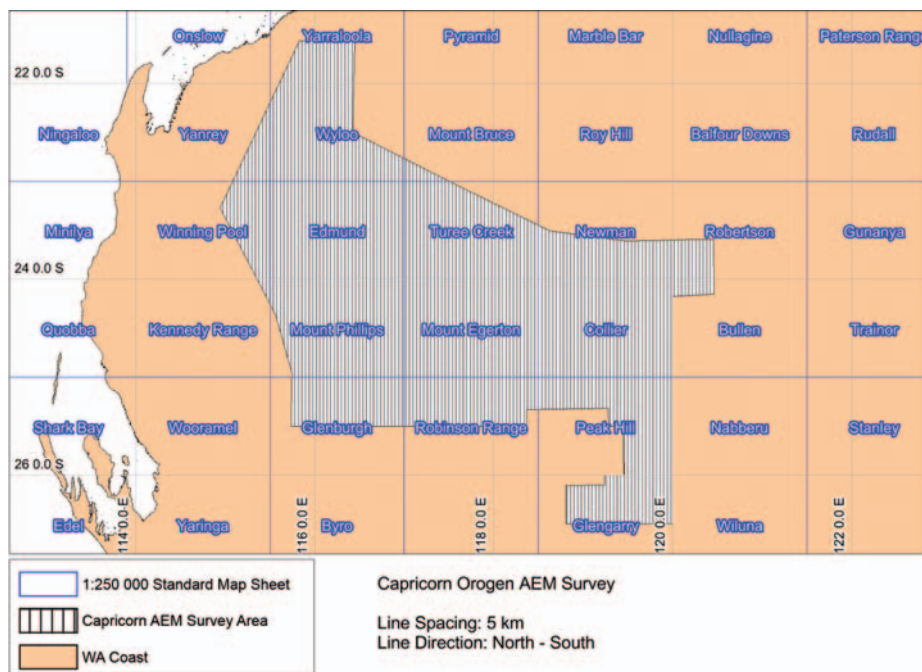 Onslow Yarraloola Pyramid Marble Bar Nullagine Paterson Range
22 0.0 S
Ningaloo Yanrey Wyloo Mount Bruce Roy Hill Balfour Downs Rudall
Minilya Winning Pool Edmund Turee Creek Newman Robertson Gunanya
24 0.0 S
Quobba Kennedy Range Mount Phillips Mount Egerton Collier Bullen Trainor
Shark Bay Wooramel Glenburgh Robinson Range Peak Hill Nabberu Stanley
26 0.0 S
Edel Yaringa Byro Glengarry Wiluna
114 0.0 E 116 0.0 E 118 0.0 E 120 0.0 E 122 0.0 E
1:250 000 Standard Map Sheet
Capricorn AEM Survey Area
WA Coast
Capricorn Orogen AEM Survey
Line Spacing: 5 km
Line Direction: North - South